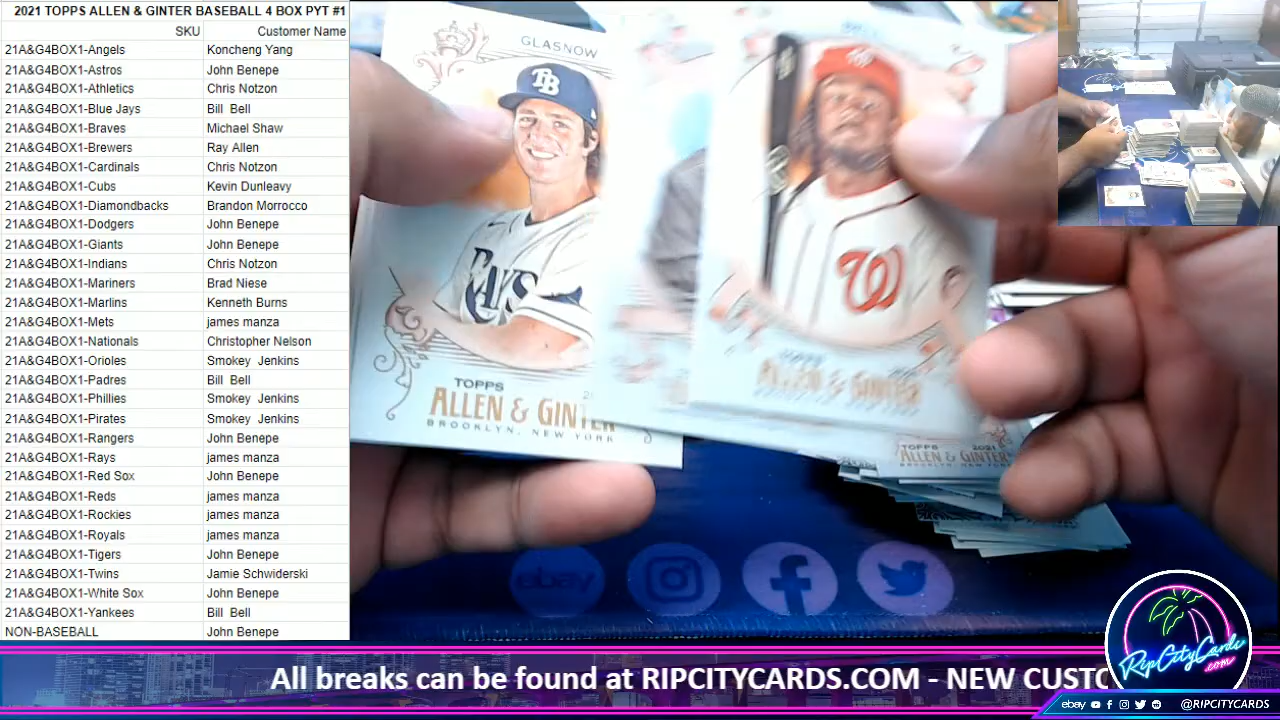 2021 TOPPS ALLEN & GINTER BASEBALL 4 BOX PYT #1
SKU Customer Name
21A&G4BOX1-Angels Koncheng Yang
21A&G4BOX1-Astros John Benepe
21A&G4BOX1-Athletics Chris Notzon
21A&G4BOX1-Blue Jays Bill Bell
21A&G4BOX1-Braves Michael Shaw
21A&G4BOX1-Brewers Ray Allen
21A&G4BOX1-Cardinals Chris Notzon
21A&G4BOX1-Cubs Kevin Dunleavy
21A&G4BOX1-Diamondbacks Brandon Morrocco
21A&G4BOX1-Dodgers John Benepe
21A&G4BOX1-Giants John Benepe
21A&G4BOX1-Indians Chris Notzon
21A&G4BOX1-Mariners Brad Niese
21A&G4BOX1-Marlins Kenneth Burns
21A&G4BOX1-Mets james manza
21A&G4BOX1-Nationals Christopher Nelson
21A&G4BOX1-Orioles Smokey Jenkins
21A&G4BOX1-Padres Bill Bell
21A&G4BOX1-Phillies Smokey Jenkins
21A&G4BOX1-Pirates Smokey Jenkins
21A&G4BOX1-Rangers John Benepe
21A&G4BOX1-Rays james manza
21A&G4BOX1-Red Sox John Benepe
21A&G4BOX1-Reds james manza
21A&G4BOX1-Rockies james manza
21A&G4BOX1-Royals james manza
21A&G4BOX1-Tigers John Benepe
21A&G4BOX1-Twins Jamie Schwiderski
21A&G4BOX1-White Sox John Benepe
21A&G4BOX1-Yankees Bill Bell
NON-BASEBALL John Benepe
GLASNOW
TB
RAYS
TOPPS
ALLEN & GINTER
BROOKLYN, NEW YORK
W
W
ALLEN & GINTER
TOPPS 2021
ALLEN & GINTER
BROOKLYN, NEW YORK
ebay
All breaks can be found at RIPCITYCARDS.COM - NEW CUSTO
RipCityCards
.com
ebay @RIPCITYCARDS